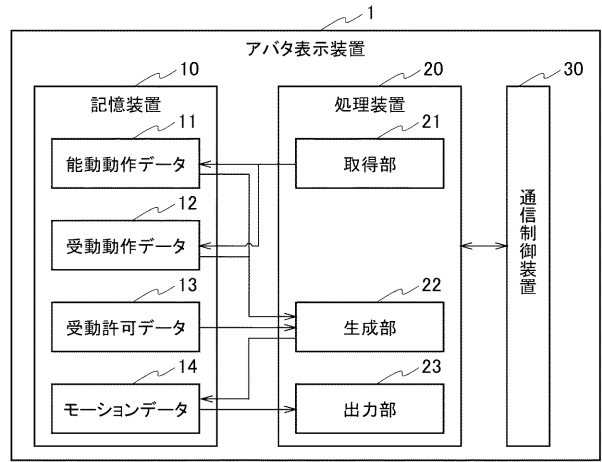 1
アバタ表示装置
10
記憶装置
11
能動動作データ
12
受動動作データ
13
受動許可データ
14
モーションデータ
20
処理装置
21
取得部
22
生成部
23
出力部
30
通信制御装置